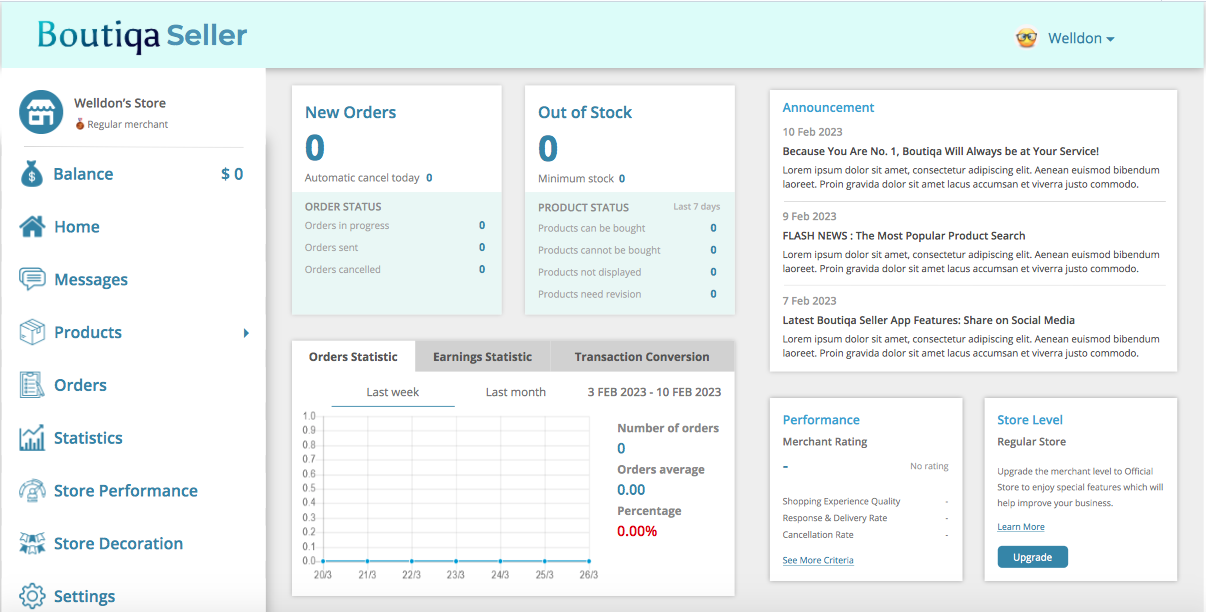 Boutiqa Seller
Welldon
Welldon's Store
Regular merchant
Balance $ 0
Home
Messages
Products
Orders
Statistics
Store Performance
Store Decoration
Settings
New Orders
0
Automatic cancel today 0
ORDER STATUS
Orders in progress 0
Orders sent 0
Orders cancelled 0
Out of Stock
0
Minimum stock 0
PRODUCT STATUS Last 7 days
Products can be bought 0
Products cannot be bought 0
Products not displayed 0
Products need revision 0
Orders Statistic Earnings Statistic Transaction Conversion
Last week Last month 3 FEB 2023 - 10 FEB 2023
1.0
0.9
0.8
0.7
0.6
0.5
0.4
0.3
0.2
0.1
0.0
20/3 21/3 22/3 23/3 24/3 25/3 26/3
Number of orders
0
Orders average
0.00
Percentage
0.00%
Announcement
10 Feb 2023
Because You Are No. 1, Boutiqa Will Always be at Your Service!
Lorem ipsum dolor sit amet, consectetur adipiscing elit. Aenean euismod bibendum
laoreet. Proin gravida dolor sit amet lacus accumsan et viverra justo commodo.
9 Feb 2023
FLASH NEWS : The Most Popular Product Search
Lorem ipsum dolor sit amet, consectetur adipiscing elit. Aenean euismod bibendum
laoreet. Proin gravida dolor sit amet lacus accumsan et viverra justo commodo.
7 Feb 2023
Latest Boutiqa Seller App Features: Share on Social Media
Lorem ipsum dolor sit amet, consectetur adipiscing elit. Aenean euismod bibendum
laoreet. Proin gravida dolor sit amet lacus accumsan et viverra justo commodo.
Performance
Merchant Rating
- No rating
Shopping Experience Quality -
Response & Delivery Rate -
Cancellation Rate -
See More Criteria
Store Level
Regular Store
Upgrade the merchant level to Official
Store to enjoy special features which will
help improve your business.
Learn More
Upgrade